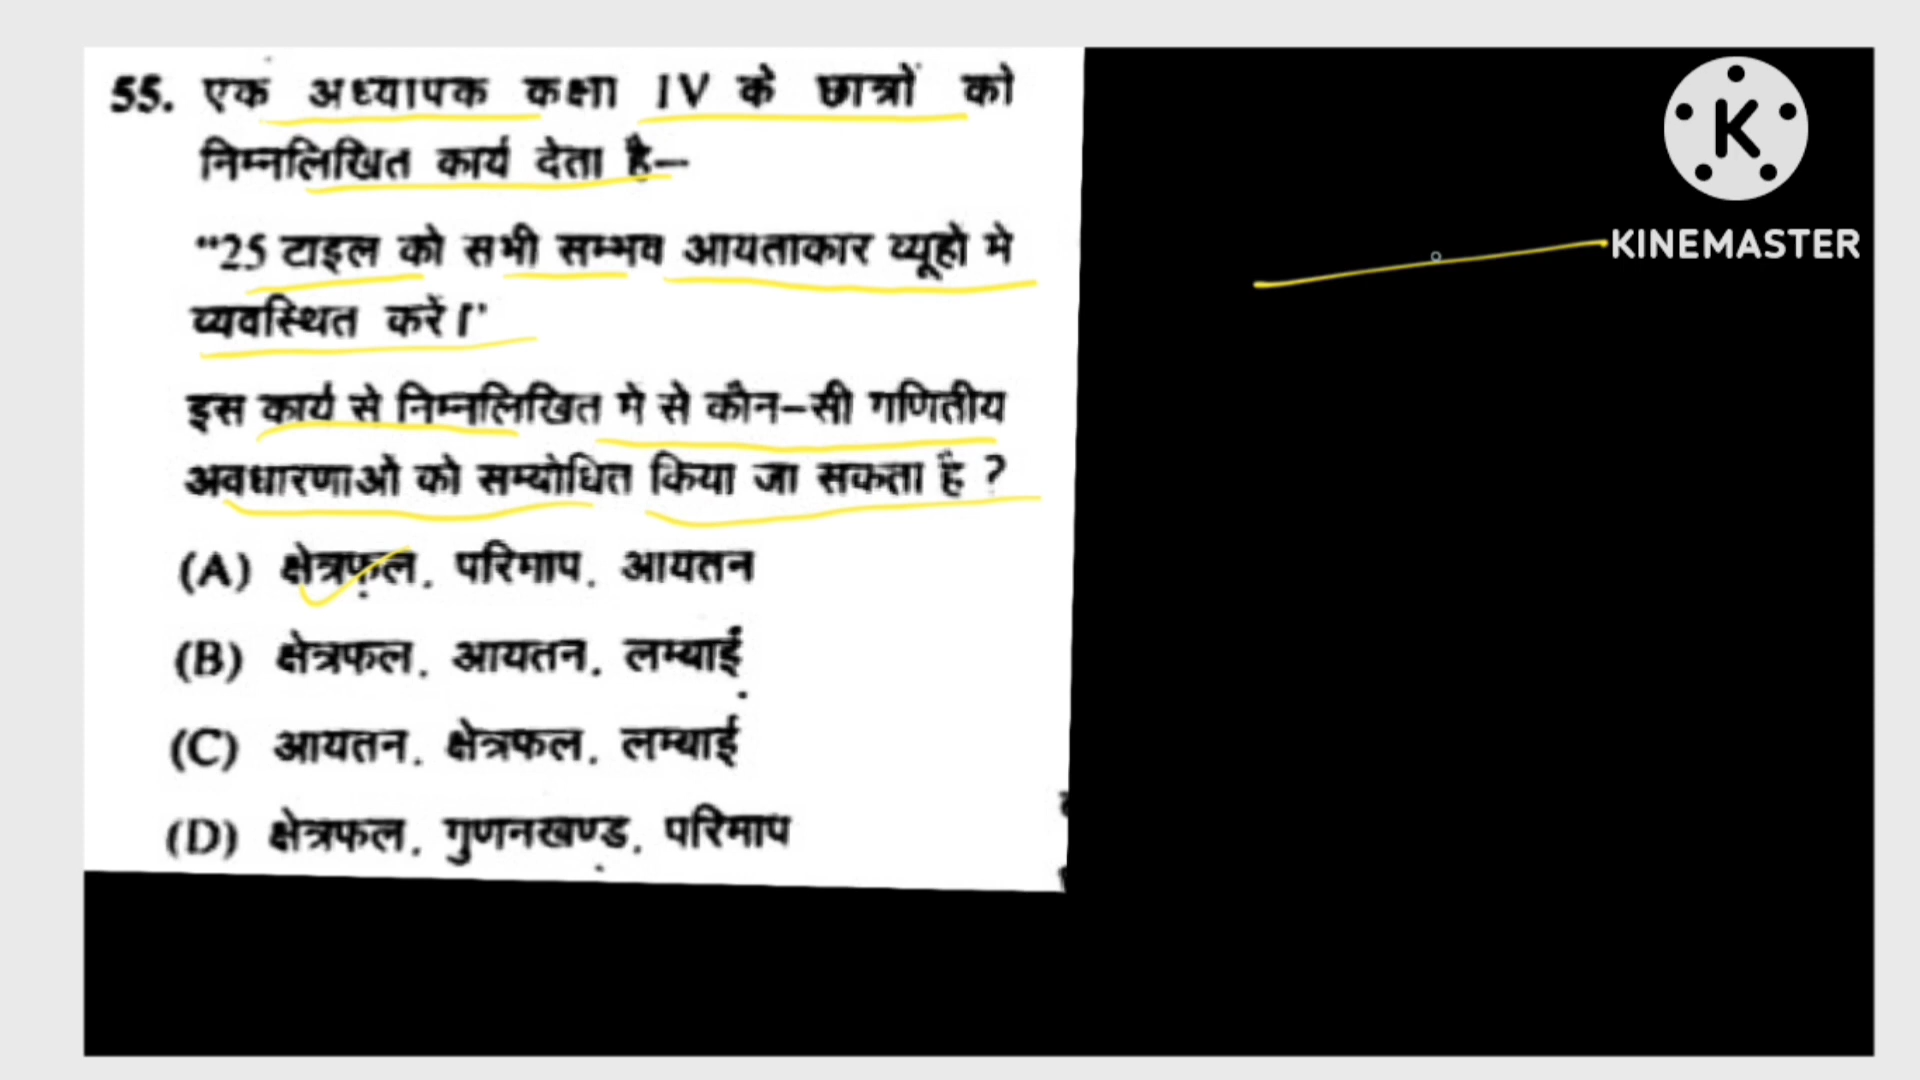 55. एक अध्यापक कक्षा IV के छात्रों को
निम्नलिखित कार्य देता है–
"25 टाइल को सभी सम्भव आयताकार व्यूहों में
व्यवस्थित करें।"
इस कार्य से निम्नलिखित में से कौन-सी गणितीय
अवधारणाओं को सम्बोधित किया जा सकता है ?
(A) क्षेत्रफल, परिमाप, आयतन
(B) क्षेत्रफल, आयतन, लम्बाई
(C) आयतन, क्षेत्रफल, लम्बाई
(D) क्षेत्रफल, गुणनखण्ड, परिमाप
K
KINEMASTER